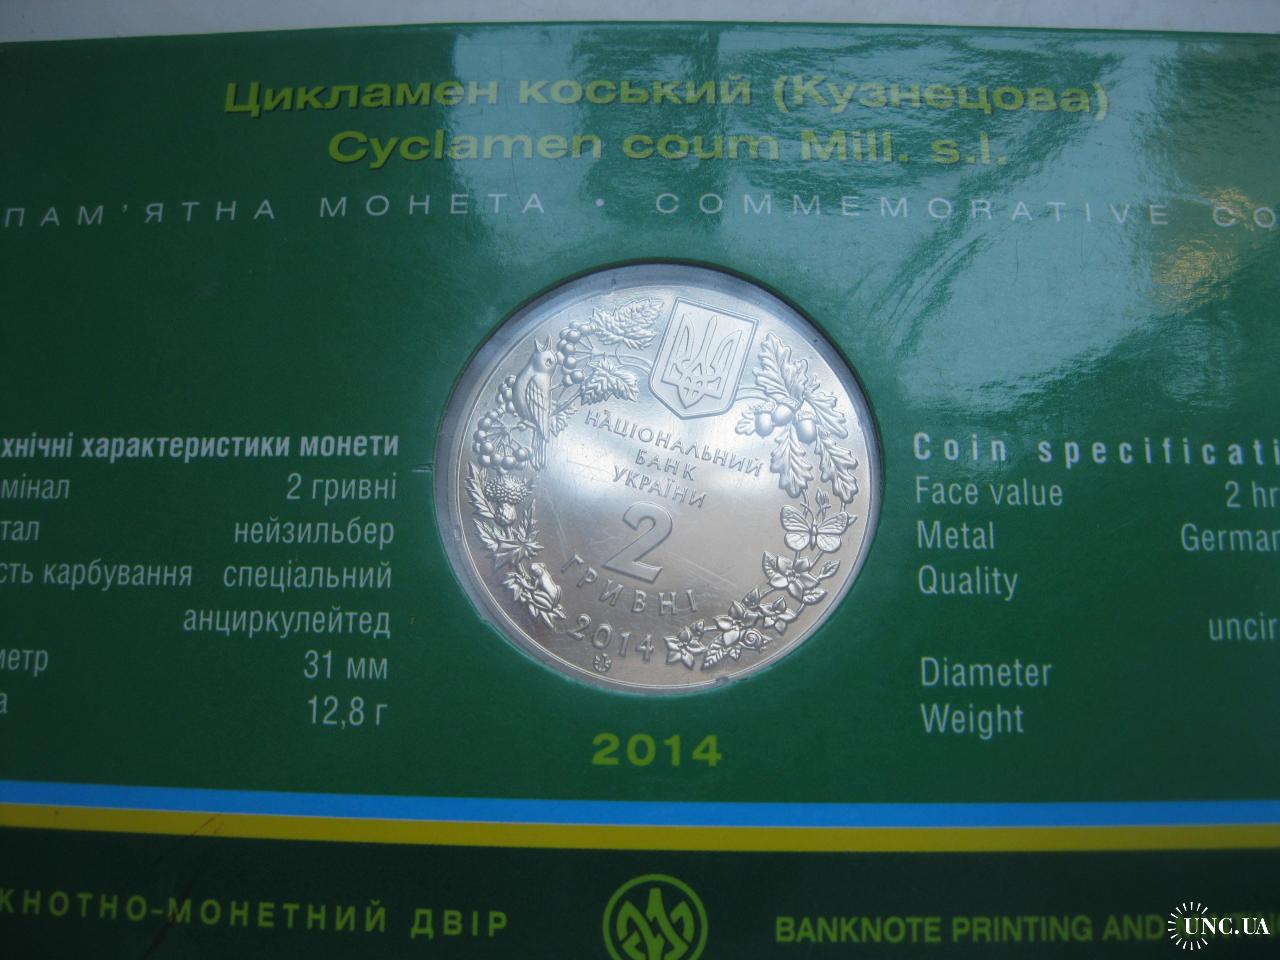 Цикламен коський (Кузнецова)
Cyclamen coum Mill. s.l.
ПАМ'ЯТНА МОНЕТА • COMMEMORATIVE CO
НАЦІОНАЛЬНИЙ
БАНК
УКРАЇНИ
2
ГРИВНІ
2014
хнічні характеристики монети
мінал 2 гривні
тал нейзильбер
сть карбування спеціальний
анциркулейтед
метр 31 мм
а 12,8 г
Coin specificati
Face value 2 hr
Metal German
Quality
uncir
Diameter
Weight
2014
КНОТНО-МОНЕТНИЙ ДВІР
BANKNOTE PRINTING AND
UNC.UA